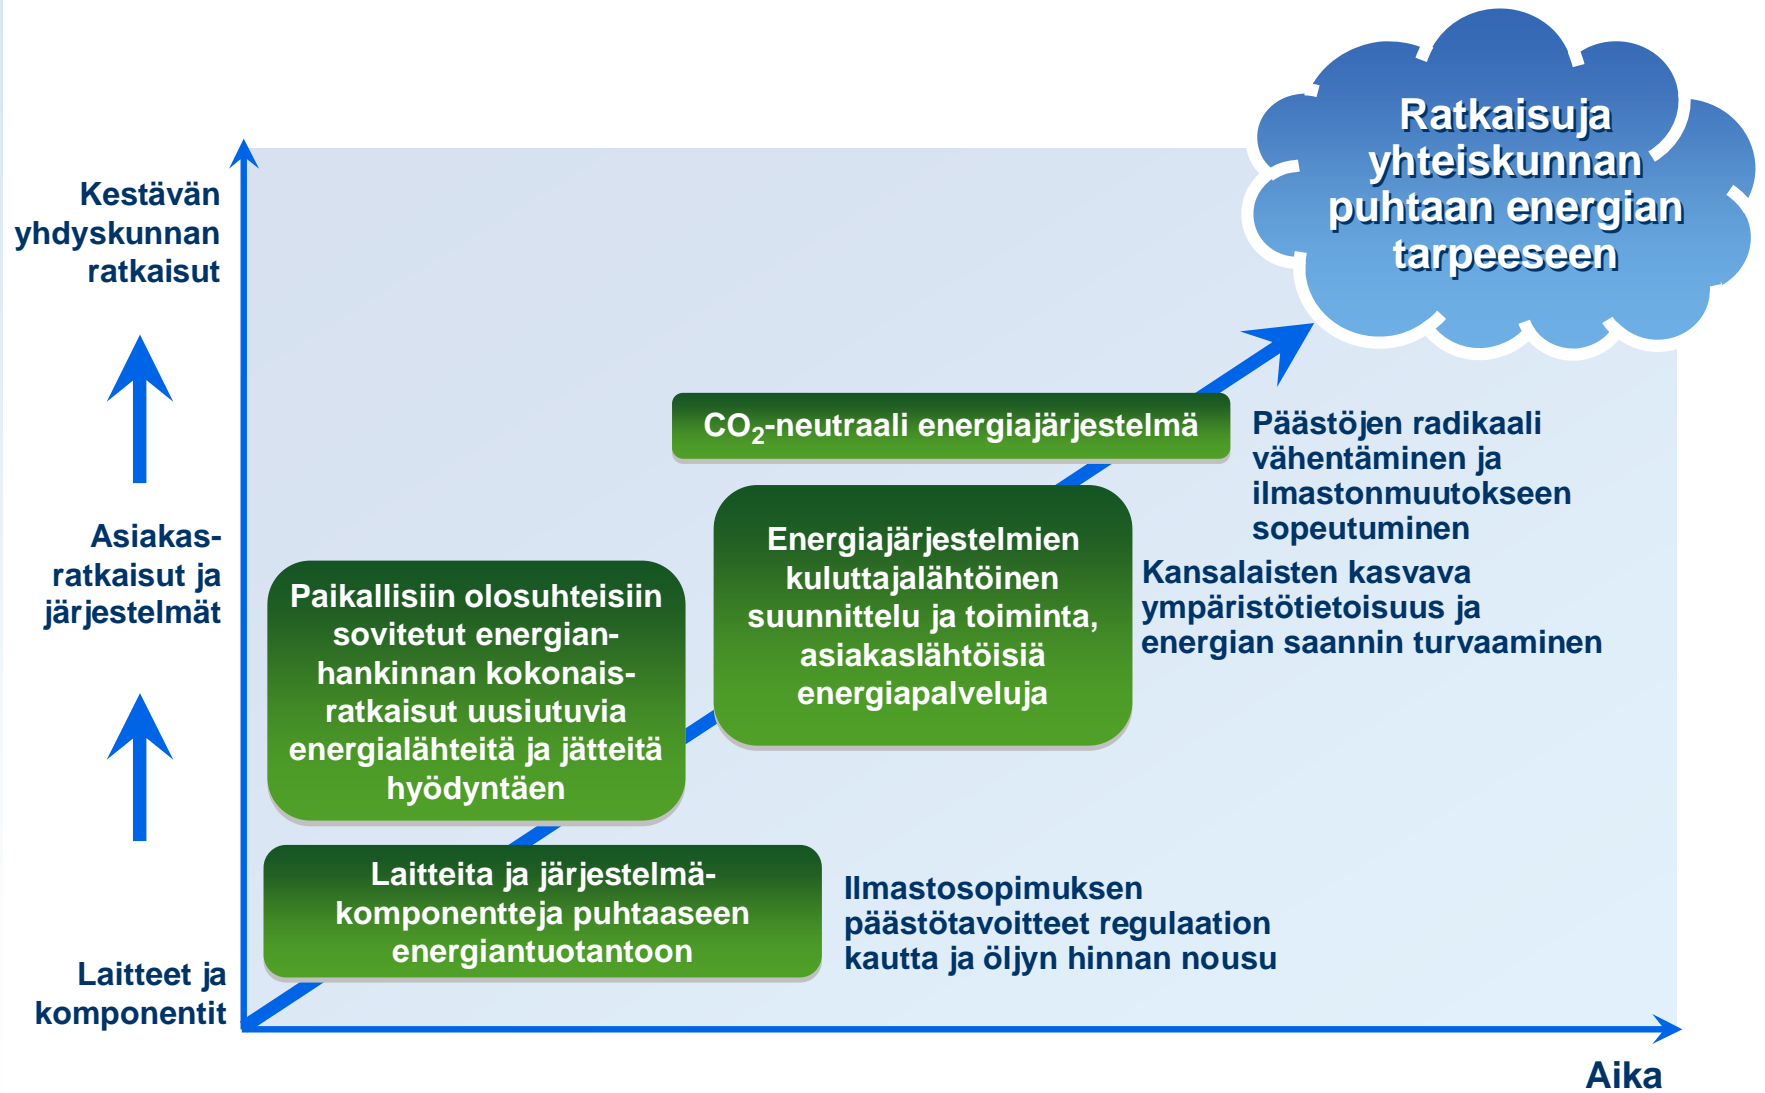 Ratkaisuja
yhteiskunnan
puhtaan energian
tarpeeseen
Kestävän
yhdyskunnan
ratkaisut
Asiakas-
ratkaisut ja
järjestelmät
Laitteet ja
komponentit
CO2-neutraali energiajärjestelmä
Päästöjen radikaali
vähentäminen ja
ilmastonmuutokseen
sopeutuminen
Energiajärjestelmien
kuluttajalähtöinen
suunnittelu ja toiminta,
asiakaslähtöisiä
energiapalveluja
Kansalaisten kasvava
ympäristötietoisuus ja
energian saannin turvaaminen
Paikallisiin olosuhteisiin
sovitetut energian-
hankinnan kokonais-
ratkaisut uusiutuvia
energialähteitä ja jätteitä
hyödyntäen
Laitteita ja järjestelmä-
komponentteja puhtaaseen
energiantuotantoon
Ilmastosopimuksen
päästötavoitteet regulaation
kautta ja öljyn hinnan nousu
Aika